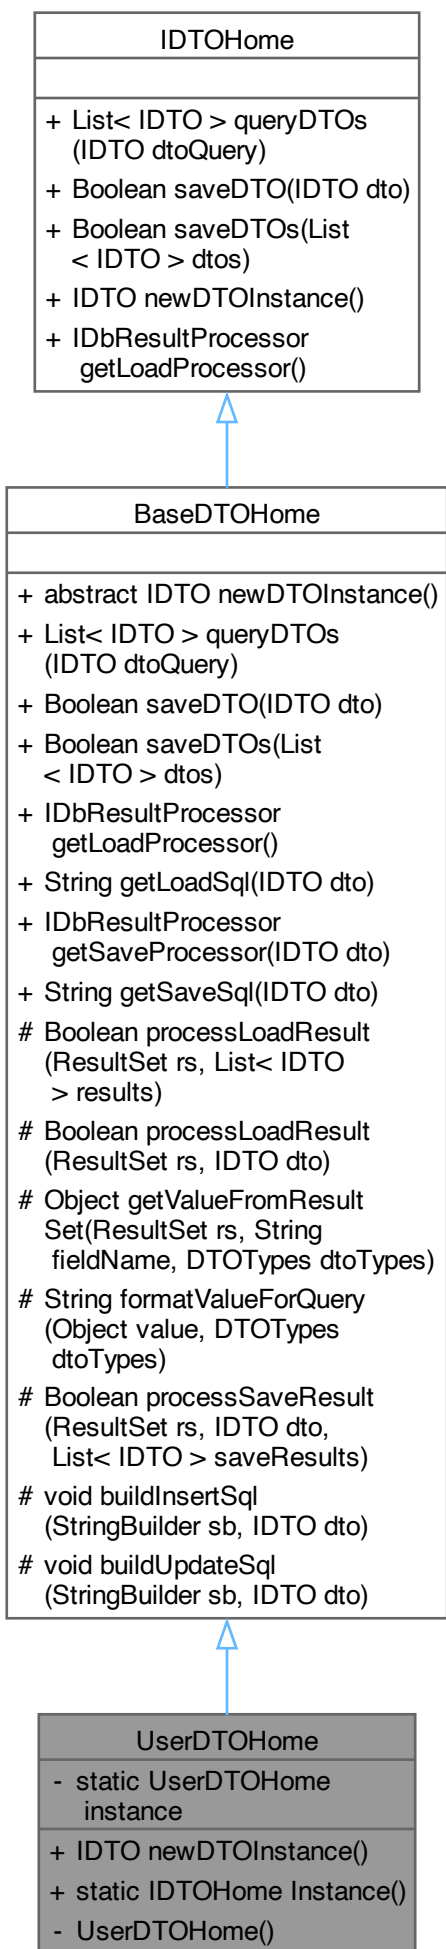 IDTOHome
+ List< IDTO > queryDTOs
(IDTO dtoQuery)
+ Boolean saveDTO(IDTO dto)
+ Boolean saveDTOs(List
< IDTO > dtos)
+ IDTO newDTOInstance()
+ IDbResultProcessor
getLoadProcessor()
BaseDTOHome
+ abstract IDTO newDTOInstance()
+ List< IDTO > queryDTOs
(IDTO dtoQuery)
+ Boolean saveDTO(IDTO dto)
+ Boolean saveDTOs(List
< IDTO > dtos)
+ IDbResultProcessor
getLoadProcessor()
+ String getLoadSql(IDTO dto)
+ IDbResultProcessor
getSaveProcessor(IDTO dto)
+ String getSaveSql(IDTO dto)
# Boolean processLoadResult
(ResultSet rs, List< IDTO
> results)
# Boolean processLoadResult
(ResultSet rs, IDTO dto)
# Object getValueFromResult
Set(ResultSet rs, String
fieldName, DTOTypes dtoTypes)
# String formatValueForQuery
(Object value, DTOTypes
dtoTypes)
# Boolean processSaveResult
(ResultSet rs, IDTO dto,
List< IDTO > saveResults)
# void buildInsertSql
(StringBuilder sb, IDTO dto)
# void buildUpdateSql
(StringBuilder sb, IDTO dto)
UserDTOHome
- static UserDTOHome
instance
+ IDTO newDTOInstance()
+ static IDTOHome Instance()
- UserDTOHome()